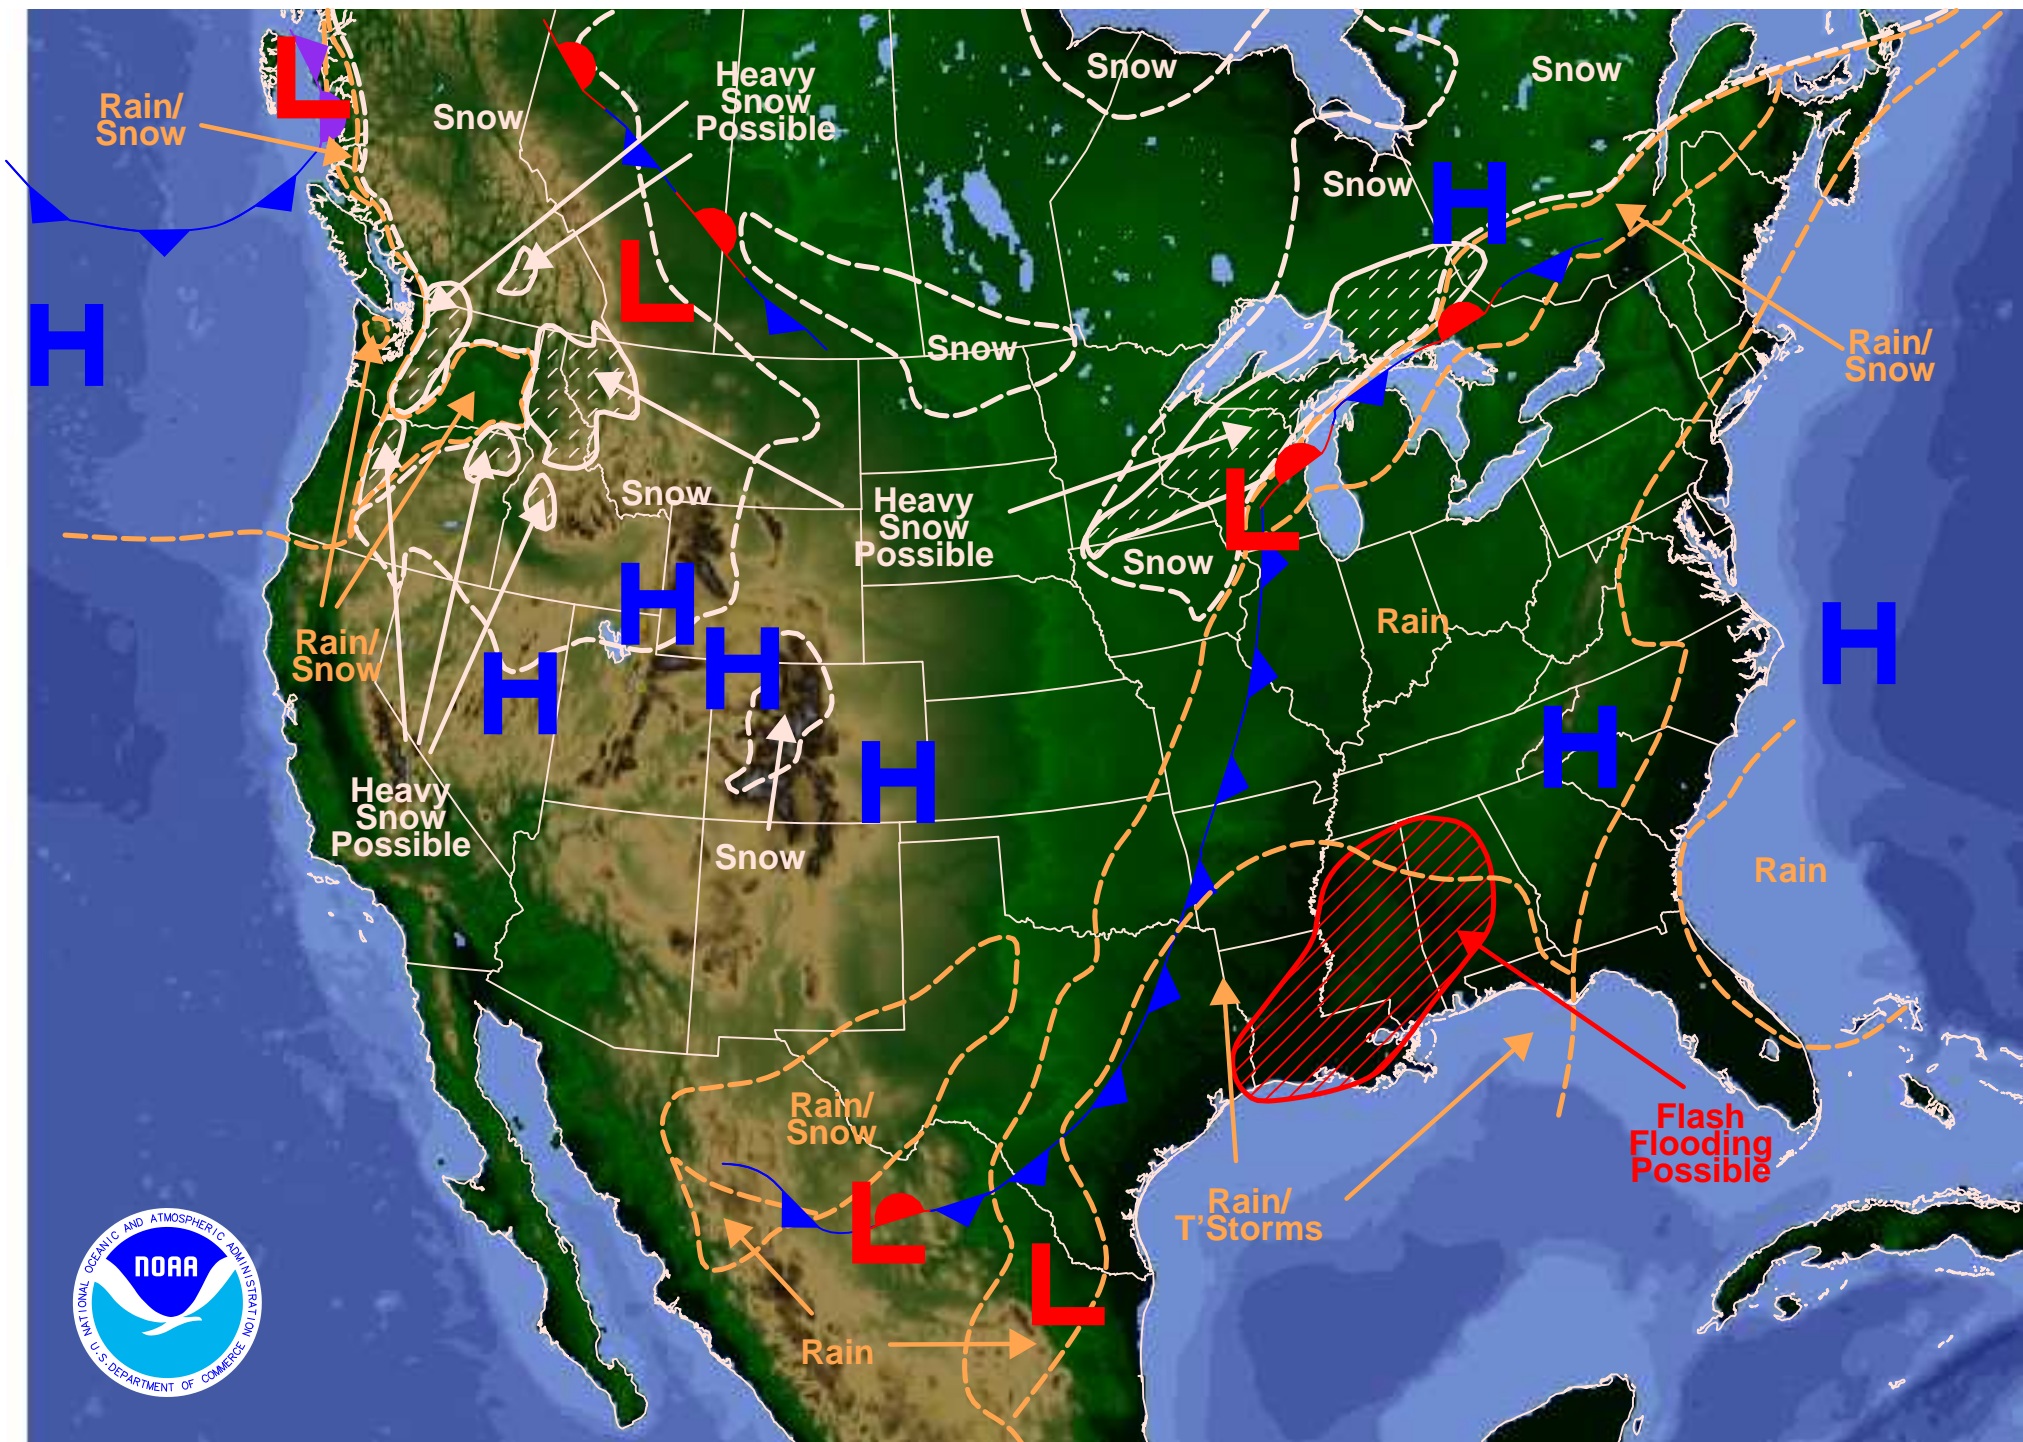 L
Rain/
Snow
Snow
Heavy
Snow
Possible
Snow
Snow
Snow
H
H
L
Snow
Rain/
Snow
Snow
Heavy
Snow
Possible
L
Snow
H
H
H
H
Rain/
Snow
Rain
H
H
H
Heavy
Snow
Possible
Snow
Rain
Rain/
Snow
Flash
Flooding
Possible
L
Rain/
T'Storms
L
Rain
NATIONAL OCEANIC AND ATMOSPHERIC ADMINISTRATION
NOAA
U.S. DEPARTMENT OF COMMERCE